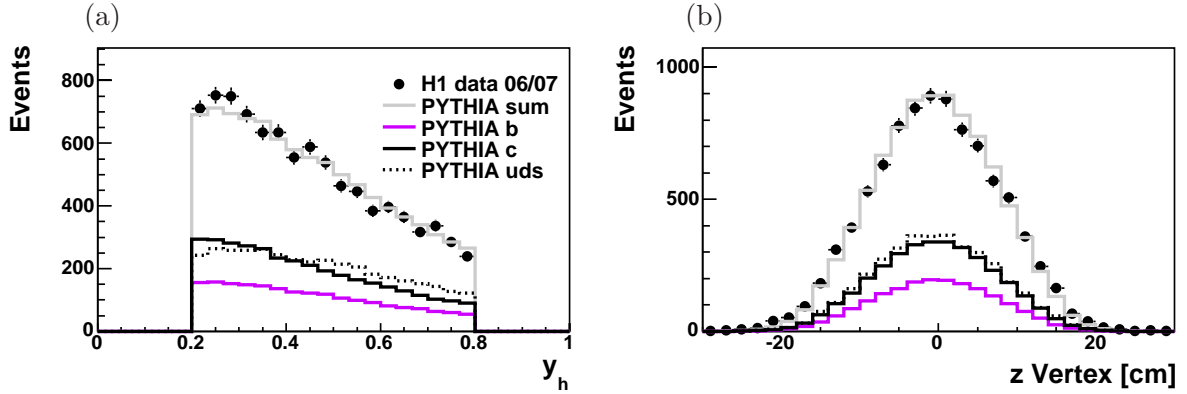 (a)
Events
800
600
400
200
0
0
0.2
0.4
0.6
0.8
1
y_h
H1 data 06/07
PYTHIA sum
PYTHIA b
PYTHIA c
PYTHIA uds
(b)
Events
1000
500
0
-20
0
20
z Vertex [cm]